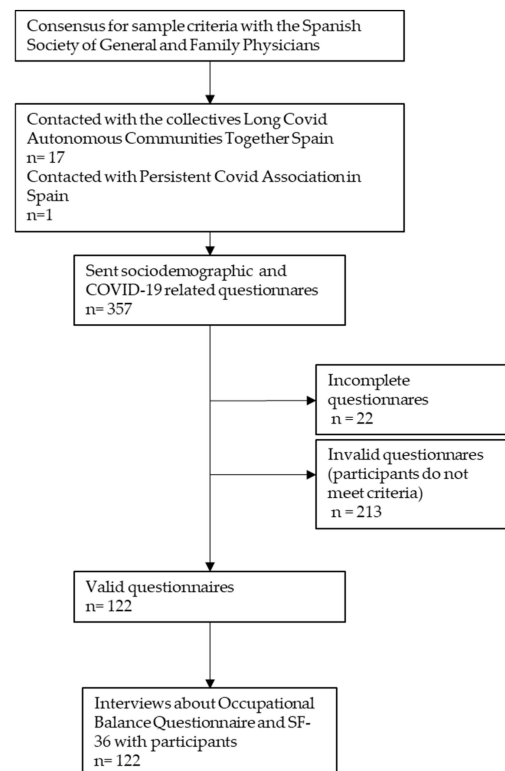 Consensus for sample criteria with the Spanish
Society of General and Family Physicians
Contacted with the collectives Long Covid
Autonomous Communities Together Spain
n= 17
Contacted with Persistent Covid Association in
Spain
n=1
Sent sociodemographic and
COVID-19 related questionnares
n= 357
Incomplete
questionnares
n = 22
Invalid questionnares
(participants do not
meet criteria)
n = 213
Valid questionnaires
n= 122
Interviews about Occupational
Balance Questionnaire and SF-
36 with participants
n= 122